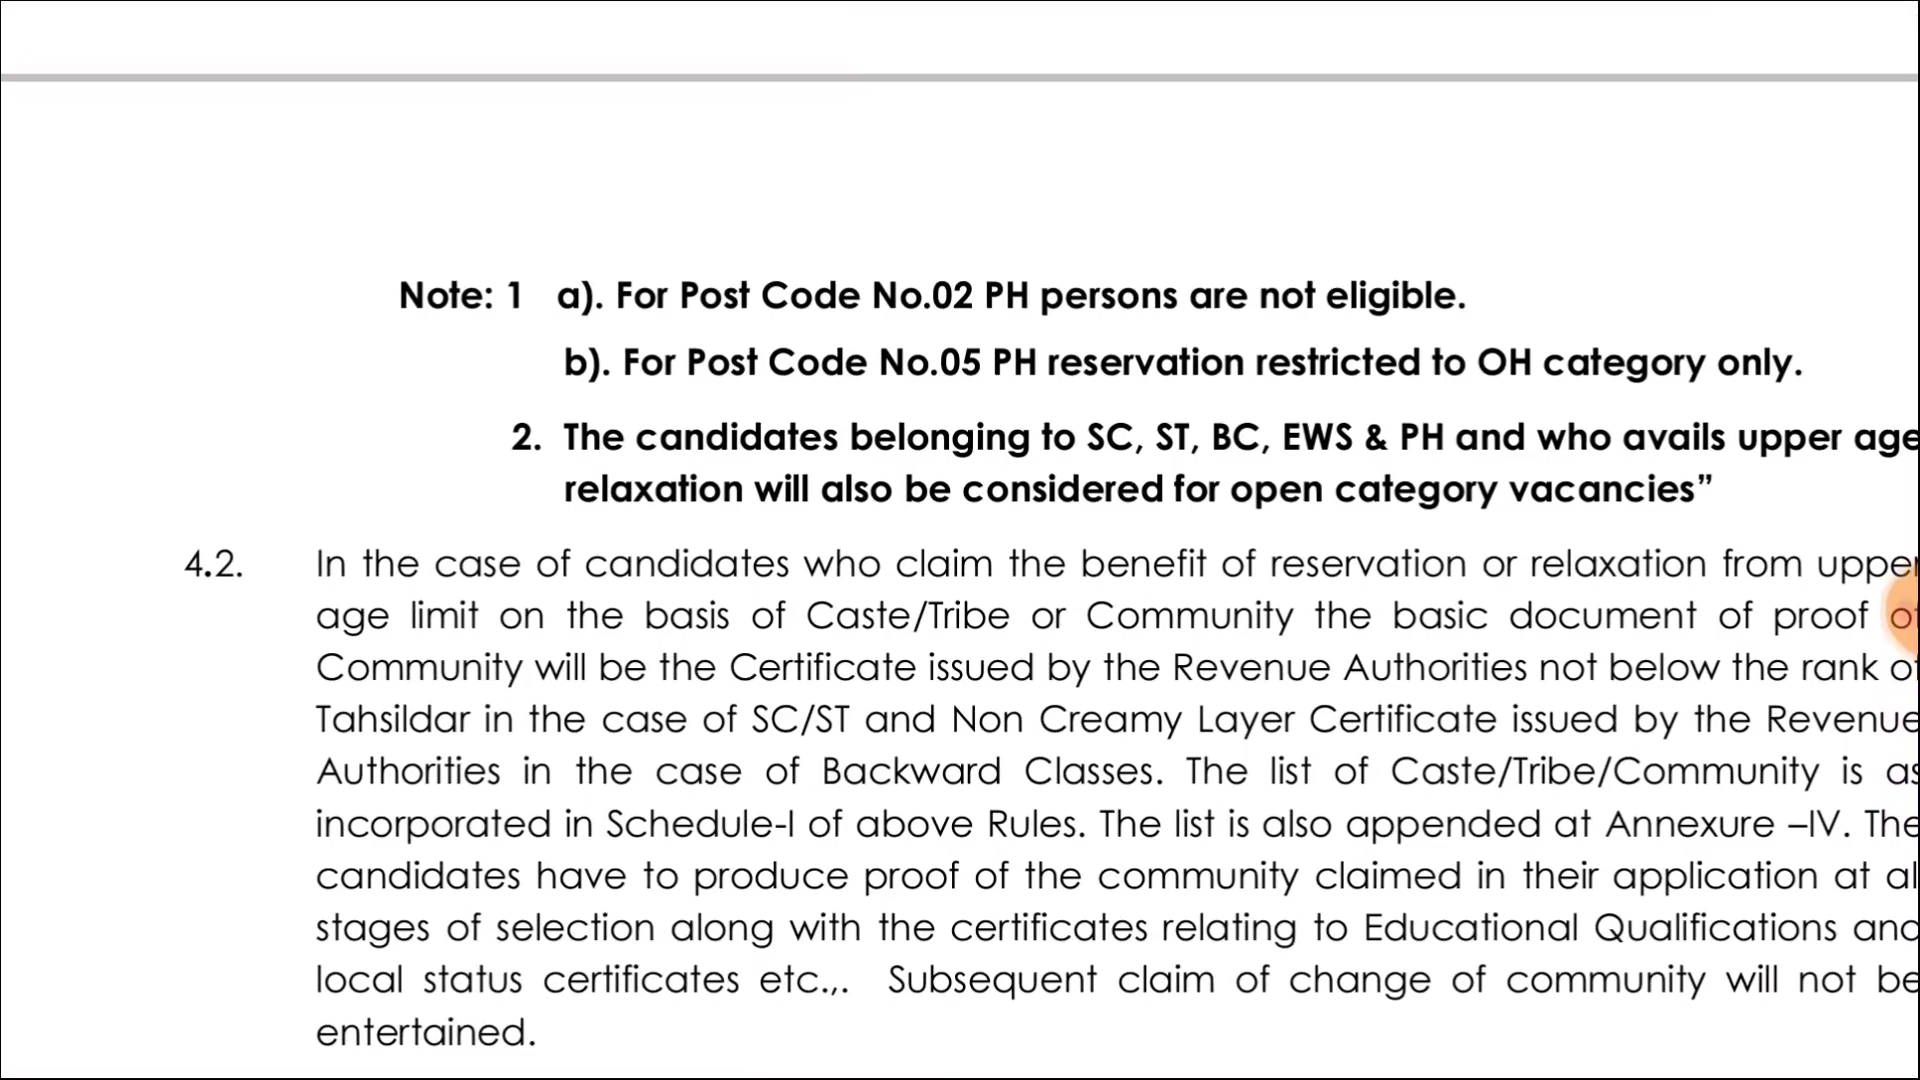 Note: 1 a). For Post Code No.02 PH persons are not eligible.
b). For Post Code No.05 PH reservation restricted to OH category only.
2. The candidates belonging to SC, ST, BC, EWS & PH and who avails upper age
relaxation will also be considered for open category vacancies”
4.2. In the case of candidates who claim the benefit of reservation or relaxation from upper
age limit on the basis of Caste/Tribe or Community the basic document of proof of
Community will be the Certificate issued by the Revenue Authorities not below the rank of
Tahsildar in the case of SC/ST and Non Creamy Layer Certificate issued by the Revenue
Authorities in the case of Backward Classes. The list of Caste/Tribe/Community is as
incorporated in Schedule-I of above Rules. The list is also appended at Annexure –IV. The
candidates have to produce proof of the community claimed in their application at al
stages of selection along with the certificates relating to Educational Qualifications and
local status certificates etc.,. Subsequent claim of change of community will not be
entertained.